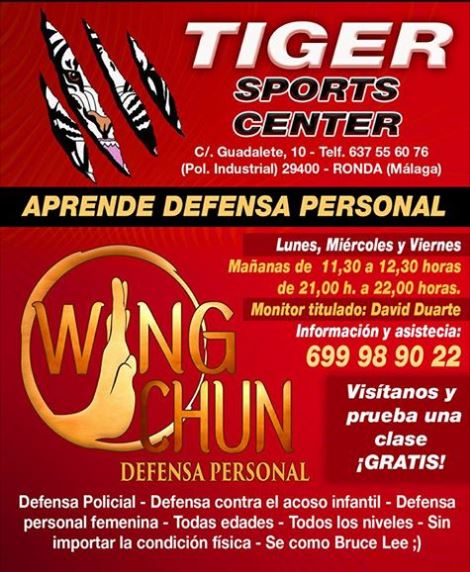 TIGER
SPORTS
CENTER
C/. Guadalete, 10 - Telf. 637 55 60 76
(Pol. Industrial) 29400 - RONDA (Málaga)
APRENDE DEFENSA PERSONAL
Lunes, Miércoles y Viernes
Mañanas de 11,30 a 12,30 horas
de 21,00 h. a 22,00 horas.
Monitor titulado: David Duarte
Información y asistecia:
699 98 90 22
WING
CHUN
DEFENSA PERSONAL
Visítanos y
prueba una
clase
¡GRATIS!
Defensa Policial - Defensa contra el acoso infantil - Defensa
personal femenina - Todas edades - Todos los niveles - Sin
importar la condición física - Se como Bruce Lee ;)